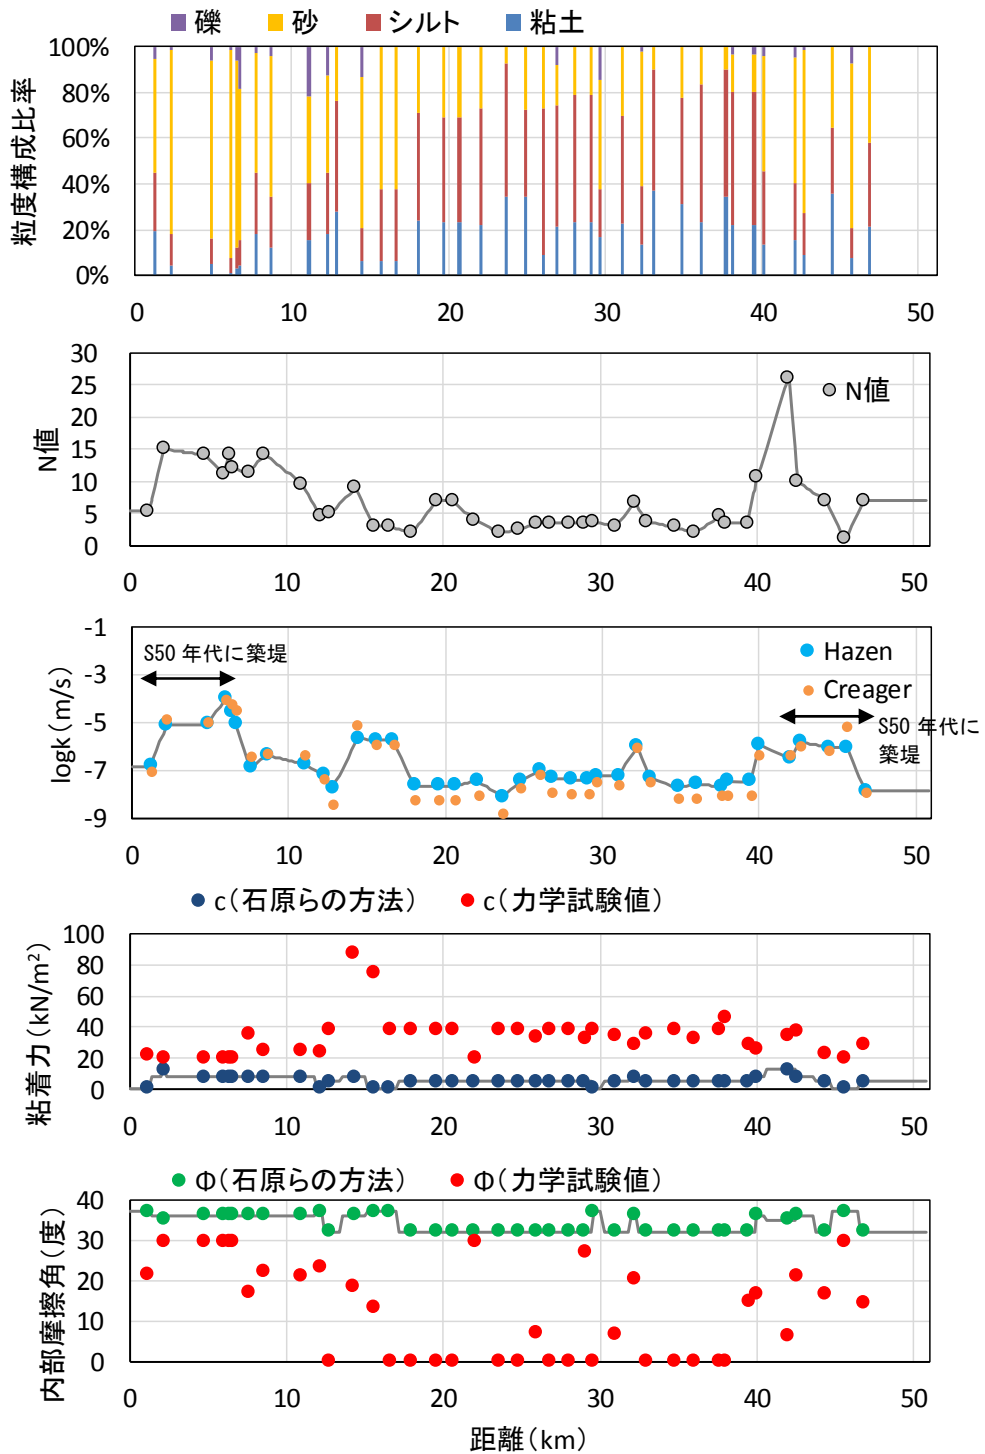 礫 砂 シルト 粘土
粒度構成比率
100%
80%
60%
40%
20%
0%
0 10 20 30 40 50
N値
30
25
20
15
10
5
0
N値
0 10 20 30 40 50
logk(m/s)
-1
-3
-5
-7
-9
S50 年代に築堤
Hazen
Creager
S50 年代に
築堤
0 10 20 30 40 50
c(石原らの方法) c(力学試験値)
粘着力(kN/m²)
100
80
60
40
20
0
0 10 20 30 40 50
Φ(石原らの方法) Φ(力学試験値)
内部摩擦角(度)
40
30
20
10
0
0 10 20 30 40 50
距離(km)